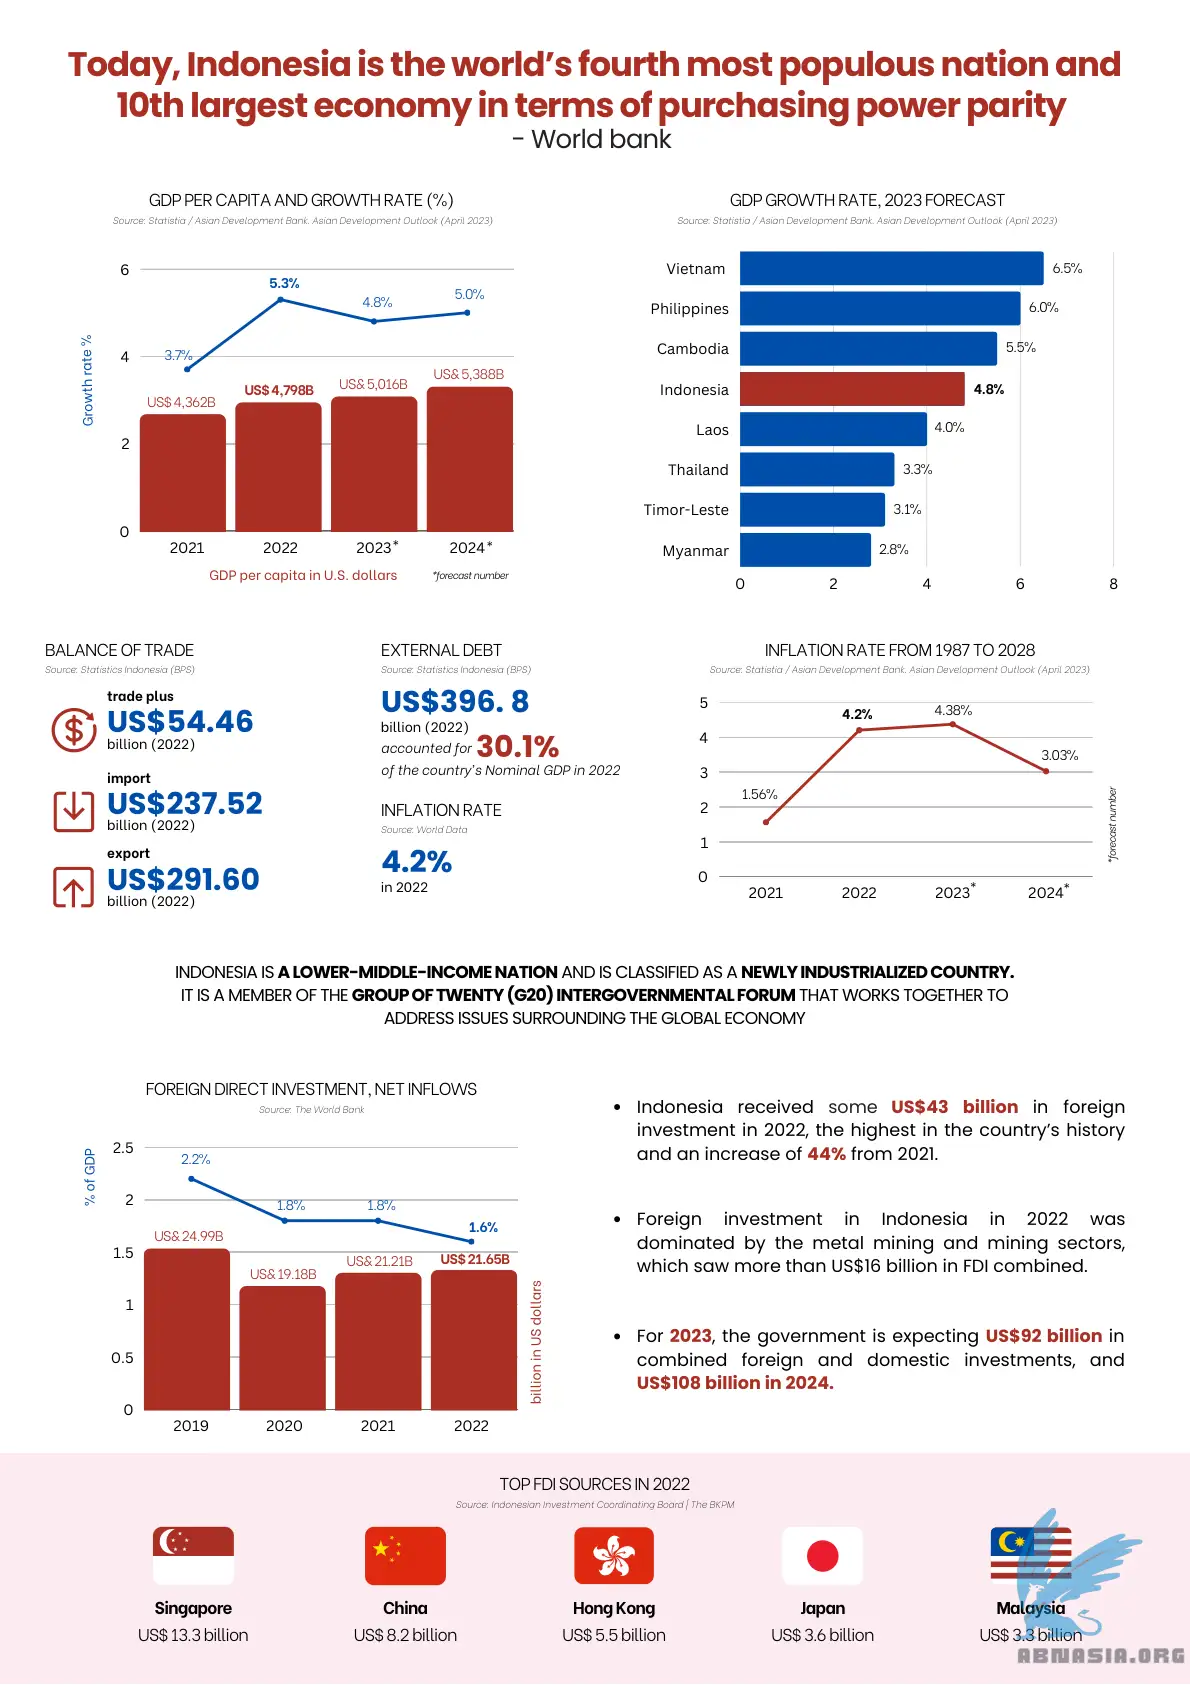 Today, Indonesia is the world's fourth most populous nation and
10th largest economy in terms of purchasing power parity
- World bank
GDP PER CAPITA AND GROWTH RATE (%)
Source: Statistia / Asian Development Bank. Asian Development Outlook (April 2023)
Growth rate %
6
4
2
0
3.7%
5.3%
4.8%
5.0%
US$ 4,362B
US$ 4,798B
US& 5,016B
US& 5,388B
2021
2022
2023*
2024*
GDP per capita in U.S. dollars
*forecast number
GDP GROWTH RATE, 2023 FORECAST
Source: Statistia / Asian Development Bank. Asian Development Outlook (April 2023)
Vietnam 6.5%
Philippines 6.0%
Cambodia 5.5%
Indonesia 4.8%
Laos 4.0%
Thailand 3.3%
Timor-Leste 3.1%
Myanmar 2.8%
0 2 4 6 8
BALANCE OF TRADE
Source: Statistics Indonesia (BPS)
trade plus
US$54.46
billion (2022)
import
US$237.52
billion (2022)
export
US$291.60
billion (2022)
EXTERNAL DEBT
Source: Statistics Indonesia (BPS)
US$396. 8
billion (2022)
accounted for 30.1%
of the country's Nominal GDP in 2022
INFLATION RATE
Source: World Data
4.2%
in 2022
INFLATION RATE FROM 1987 TO 2028
Source: Statistia / Asian Development Bank. Asian Development Outlook (April 2023)
5
4
3
2
1
0
1.56%
4.2%
4.38%
3.03%
2021
2022
2023*
2024*
*forecast number
INDONESIA IS A LOWER-MIDDLE-INCOME NATION AND IS CLASSIFIED AS A NEWLY INDUSTRIALIZED COUNTRY.
IT IS A MEMBER OF THE GROUP OF TWENTY (G20) INTERGOVERNMENTAL FORUM THAT WORKS TOGETHER TO
ADDRESS ISSUES SURROUNDING THE GLOBAL ECONOMY
FOREIGN DIRECT INVESTMENT, NET INFLOWS
Source: The World Bank
% of GDP
2.5
2
1.5
1
0.5
0
2.2%
1.8%
1.8%
1.6%
US& 24.99B
US& 19.18B
US& 21.21B
US$ 21.65B
2019
2020
2021
2022
billion in US dollars
• Indonesia received some US$43 billion in foreign
investment in 2022, the highest in the country's history
and an increase of 44% from 2021.
• Foreign investment in Indonesia in 2022 was
dominated by the metal mining and mining sectors,
which saw more than US$16 billion in FDI combined.
• For 2023, the government is expecting US$92 billion in
combined foreign and domestic investments, and
US$108 billion in 2024.
TOP FDI SOURCES IN 2022
Source: Indonesian Investment Coordinating Board | The BKPM
Singapore
US$ 13.3 billion
China
US$ 8.2 billion
Hong Kong
US$ 5.5 billion
Japan
US$ 3.6 billion
Malaysia
US$ 3.3 billion
ABNASIA.ORG